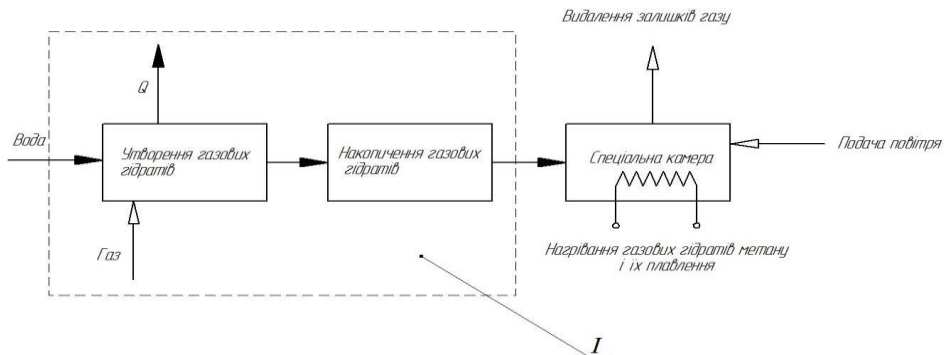 Видалення залишків газу
Q
Вода
Утворення газових
гідратів
Накопичення газових
гідратів
Спеціальна камера
Подача повітря
Газ
Нагрівання газових гідратів метану
і їх плавлення
I